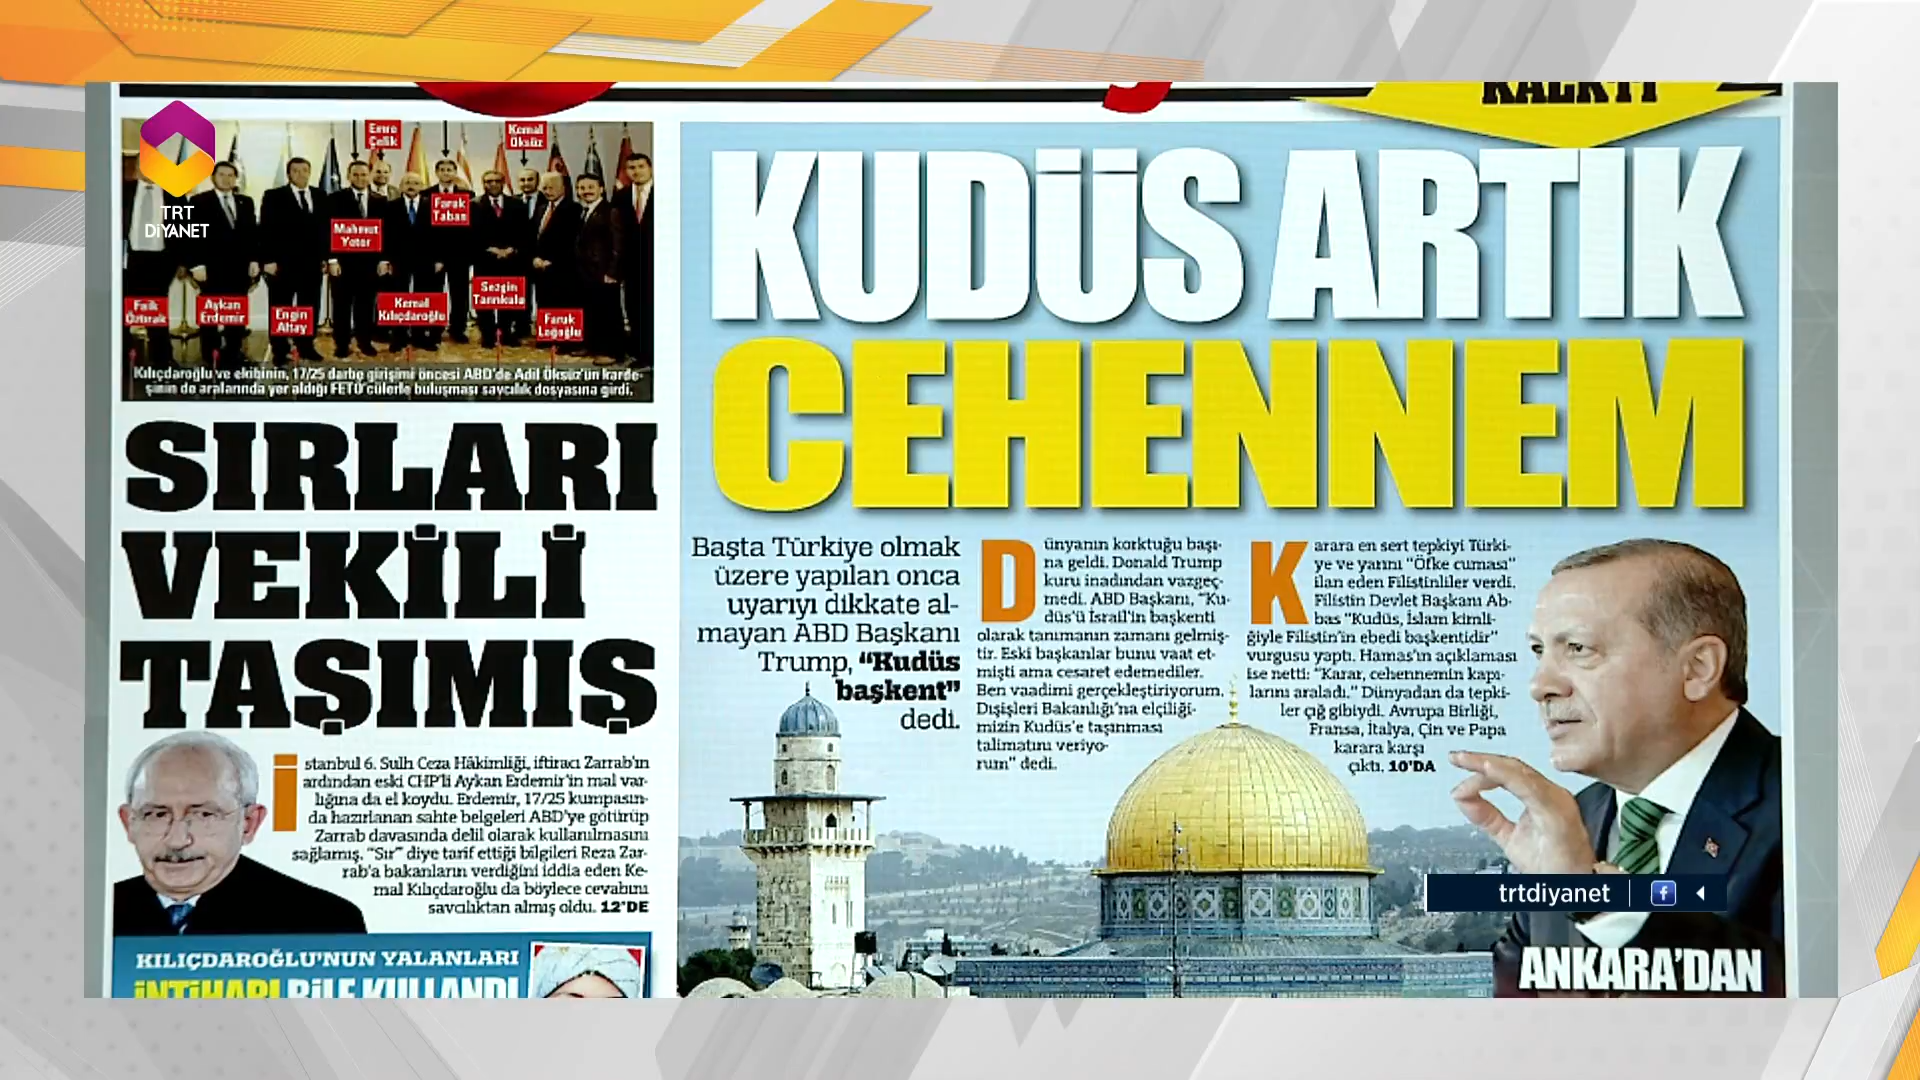 TRT
DİYANET
KALKTI
Emre
Çelik
Kemal
Öksüz
Faruk
Taban
Mahmut
Yeter
Sezgin
Tanrıkulu
Faik
Öztrak
Aykan
Erdemir
Engin
Altay
Kemal
Kılıçdaroğlu
Faruk
Loğoğlu
Kılıçdaroğlu ve ekibinin, 17/25 darbe girişimi öncesi ABD'de Adil Öksüz'ün karde-
şinin de aralarında yer aldığı FETÖ'cülerle buluşması savcılık dosyasına girdi.
SIRLARI
VEKİLİ
TAŞIMIŞ
İstanbul 6. Sulh Ceza Hâkimliği, iftiracı Zarrab'ın
ardından eski CHP'li Aykan Erdemir'in mal var-
lığına da el koydu. Erdemir, 17/25 kumpasın-
da hazırlanan sahte belgeleri ABD'ye götürüp
Zarrab davasında delil olarak kullanılmasını
sağlamış. “Sır” diye tarif ettiği bilgileri Reza Zar-
rab'a bakanların verdiğini iddia eden Ke-
mal Kılıçdaroğlu da böylece cevabını
savcılıktan almış oldu. 12'DE
KILIÇDAROĞLU'NUN YALANLARI
İNTİHARI BİLE KULLANDI
KUDÜS ARTIK
CEHENNEM
Başta Türkiye olmak
üzere yapılan onca
uyarıyı dikkate al-
mayan ABD Başkanı
Trump, “Kudüs
başkent”
dedi.
Dünyanın korktuğu başı-
na geldi. Donald Trump
kuru inadından vazgeç-
medi. ABD Başkanı, “Ku-
düs'ü İsrail'in başkenti
olarak tanımanın zamanı gelmiş-
tir. Eski başkanlar bunu vaat et-
mişti ama cesaret edemediler.
Ben vaadimi gerçekleştiriyorum.
Dışişleri Bakanlığı'na elçiliği-
mizin Kudüs'e taşınması
talimatını veriyo-
rum” dedi.
Karara en sert tepkiyi Türki-
ye ve yarını “Öfke cuması”
ilan eden Filistinliler verdi.
Filistin Devlet Başkanı Ab-
bas “Kudüs, İslam kimli-
ğiyle Filistin'in ebedi başkentidir”
vurgusu yaptı. Hamas'ın açıklaması
ise netti: “Karar, cehennemin kapı-
larını araladı.” Dünyadan da tepki-
ler çığ gibiydi. Avrupa Birliği,
Fransa, İtalya, Çin ve Papa
karara karşı
çıktı. 10'DA
trtdiyanet
ANKARA'DAN